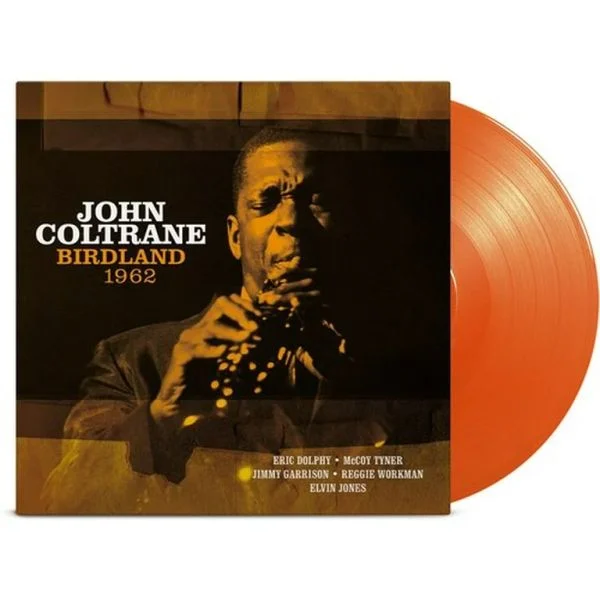 JOHN
COLTRANE
BIRDLAND
1962
ERIC DOLPHY • McCOY TYNER
JIMMY GARRISON • REGGIE WORKMAN
ELVIN JONES